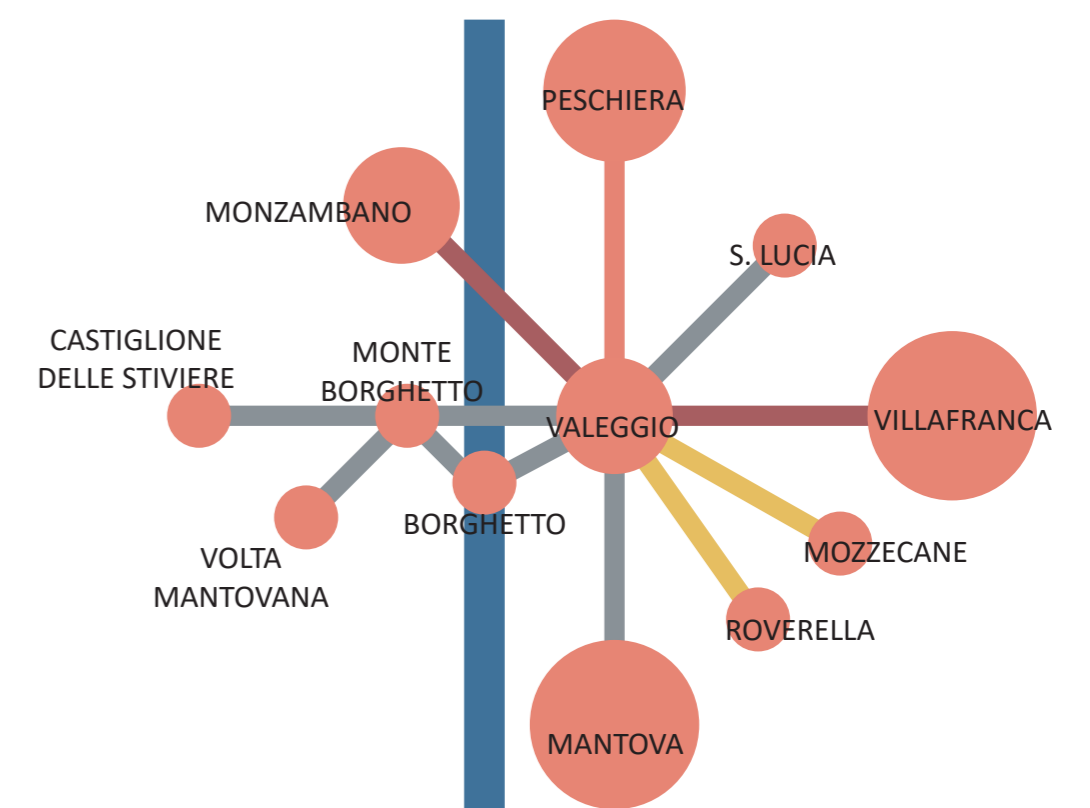 PESCHIERA
MONZAMBANO
S. LUCIA
CASTIGLIONE
DELLE STIVIERE
MONTE
BORGHETTO
VALEGGIO
VILLAFRANCA
BORGHETTO
MOZZECANE
VOLTA
MANTOVANA
ROVERELLA
MANTOVA